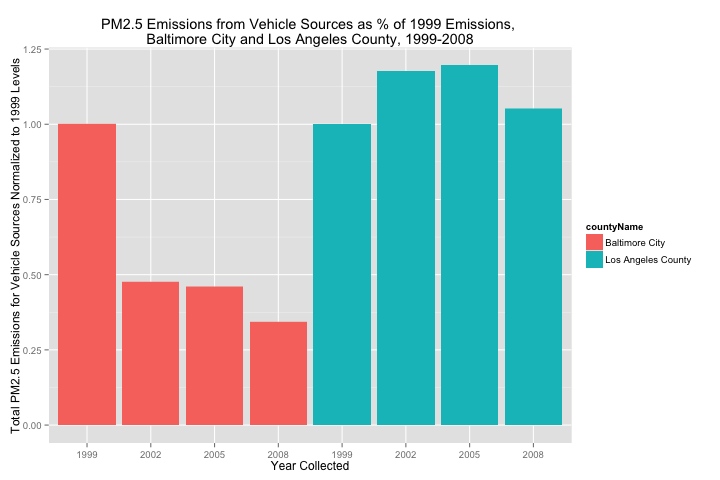 PM2.5 Emissions from Vehicle Sources as % of 1999 Emissions,
Baltimore City and Los Angeles County, 1999-2008
Total PM2.5 Emissions for Vehicle Sources Normalized to 1999 Levels
1.25
1.00
0.75
0.50
0.25
0.00
1999 2002 2005 2008 1999 2002 2005 2008
Year Collected
countyName
Baltimore City
Los Angeles County